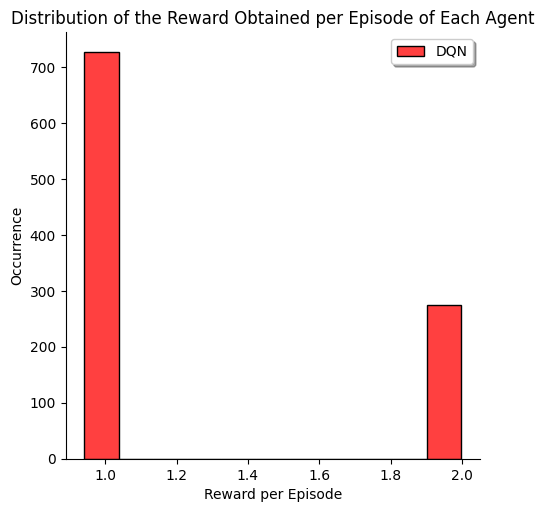 Distribution of the Reward Obtained per Episode of Each Agent
DQN
700
600
500
400
300
200
100
0
Occurrence
1.0 1.2 1.4 1.6 1.8 2.0
Reward per Episode